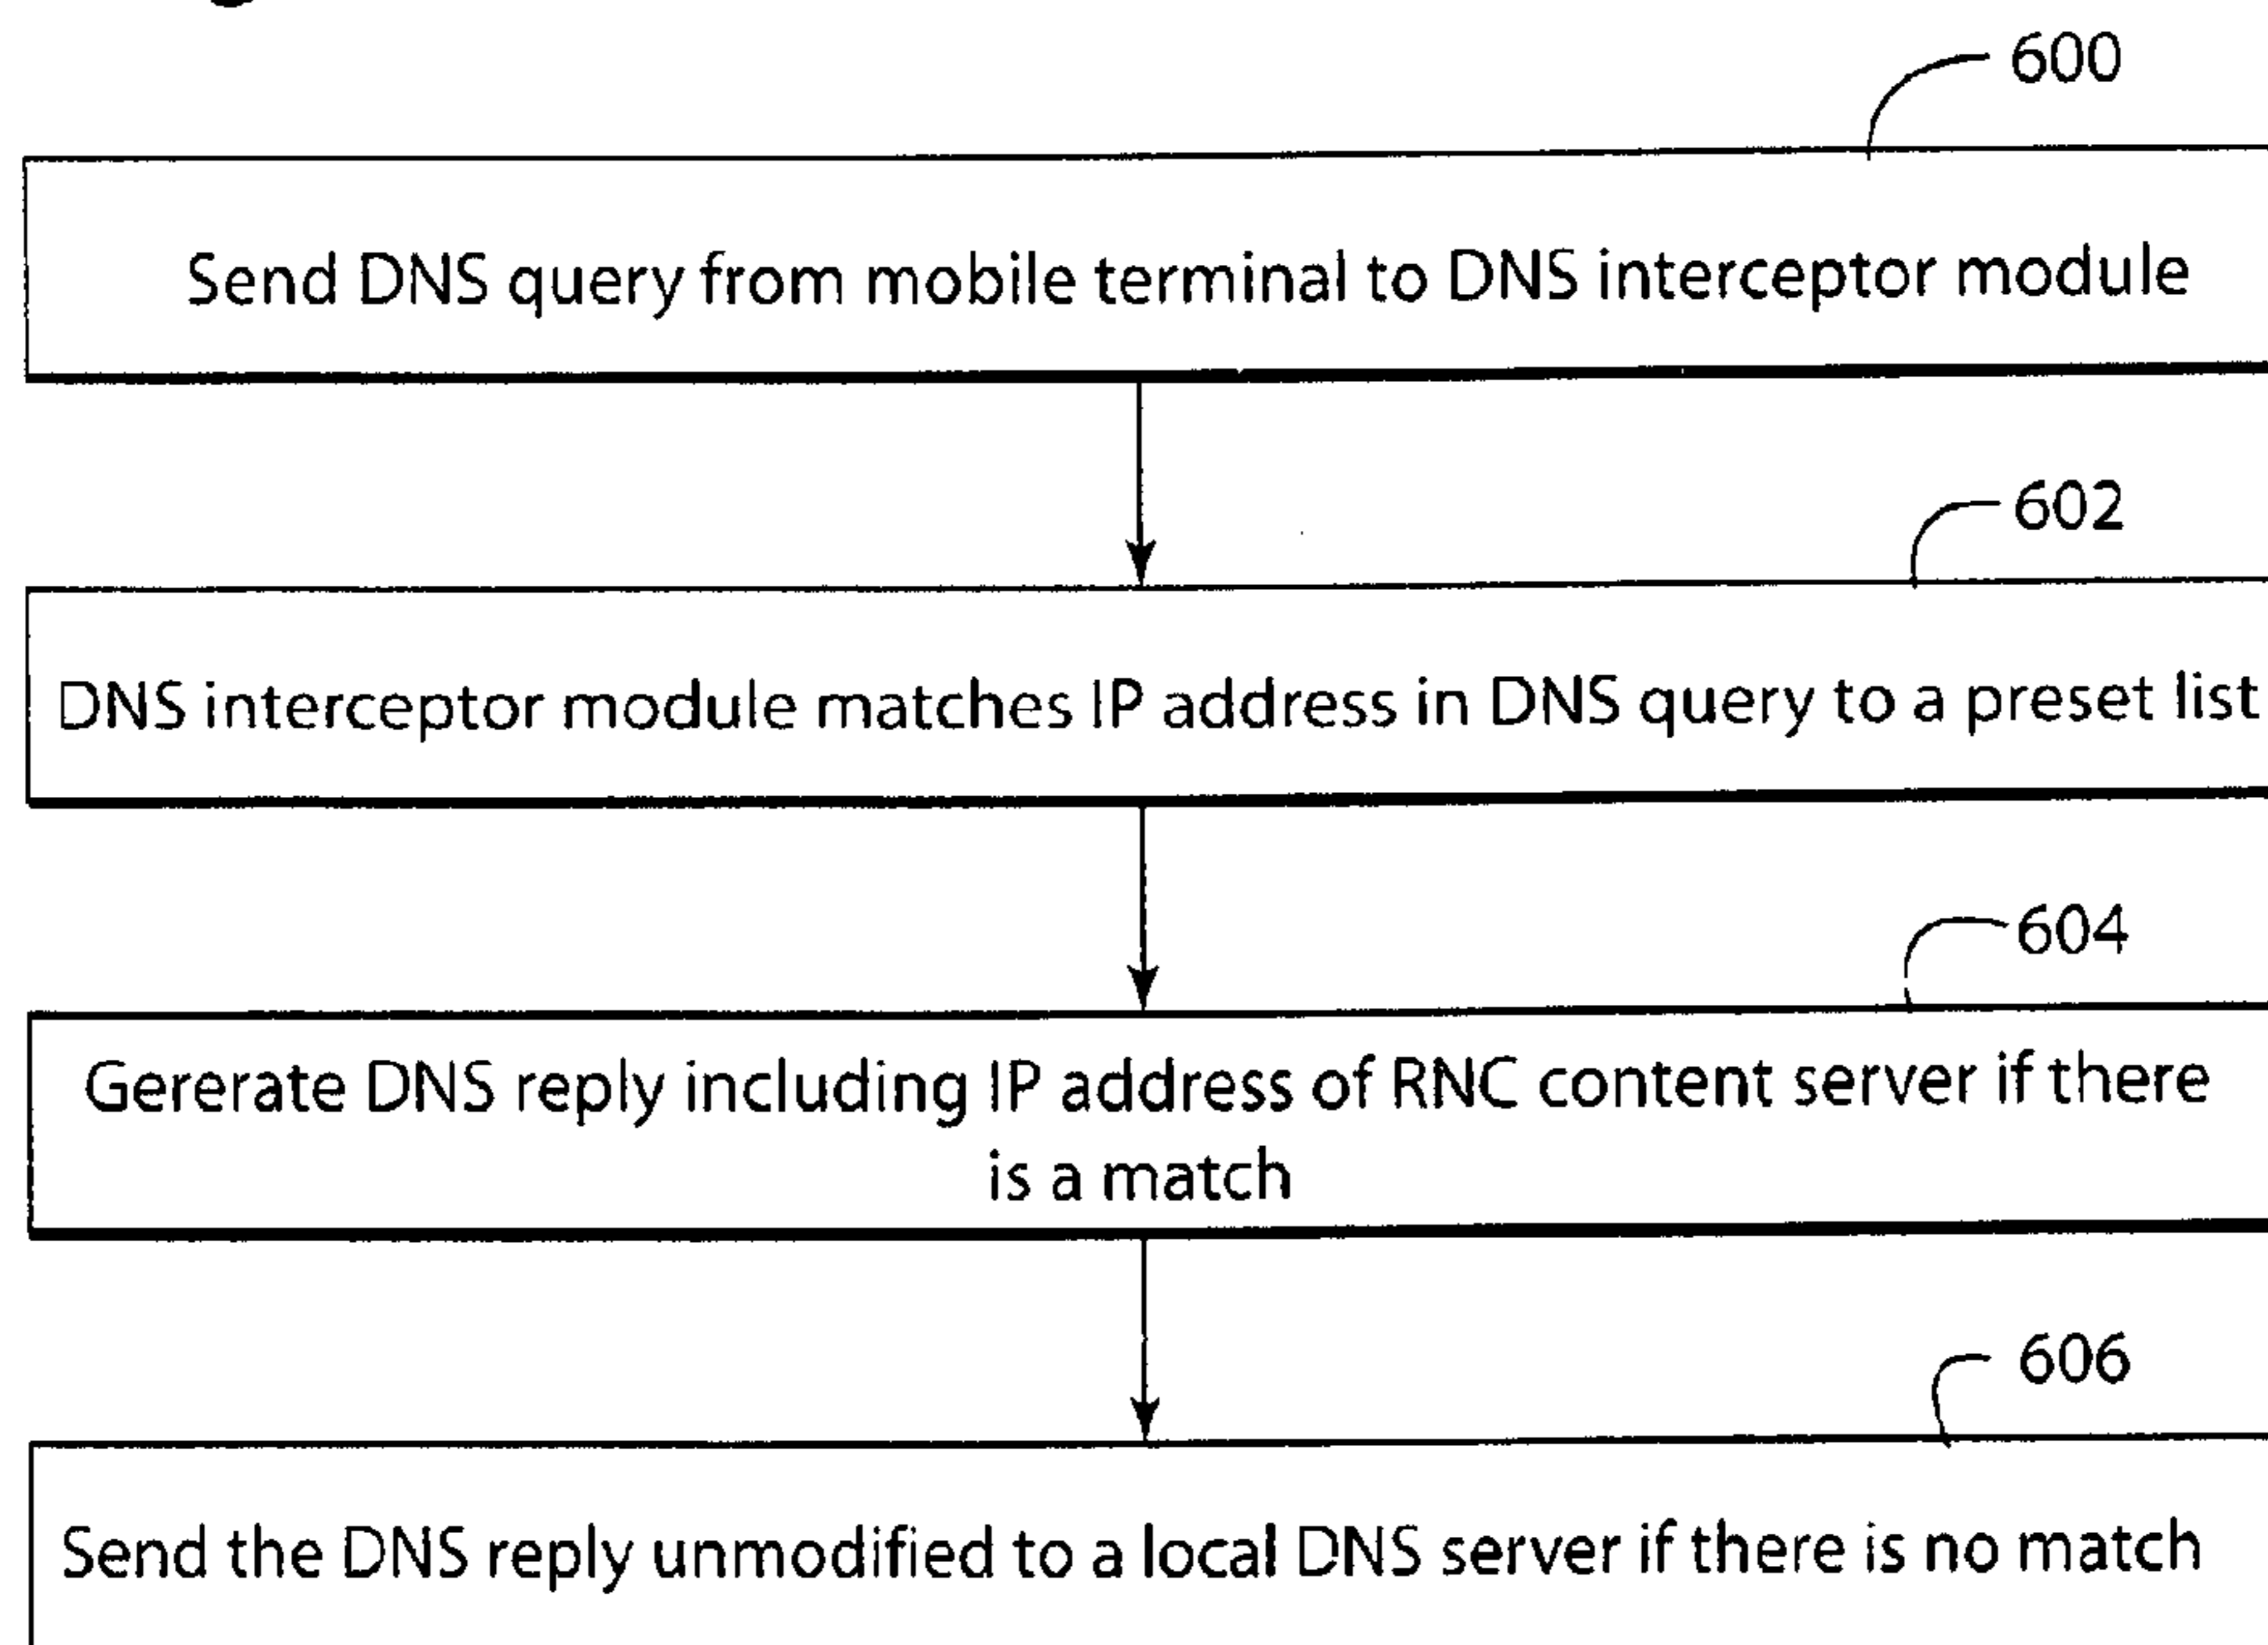 600
Send DNS query from mobile terminal to DNS interceptor module
602
DNS interceptor module matches IP address in DNS query to a preset list
604
Gererate DNS reply including IP address of RNC content server if there
is a match
606
Send the DNS reply unmodified to a local DNS server if there is no match